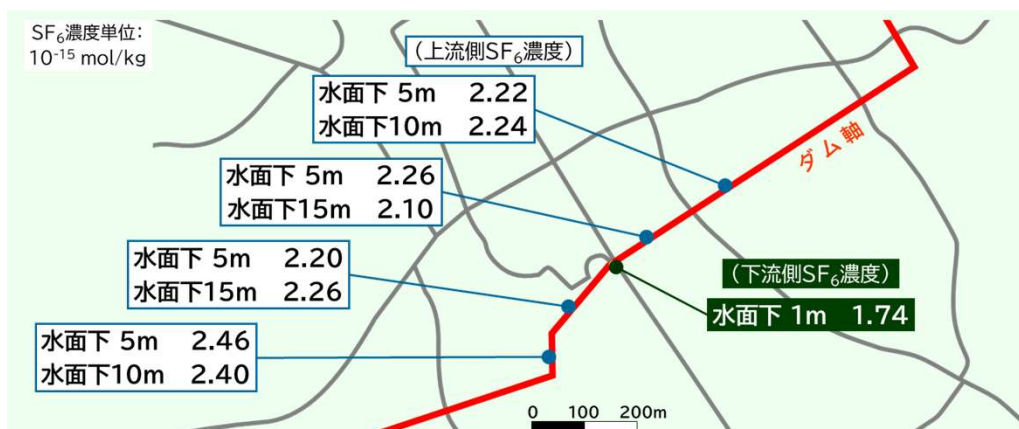 SF₆濃度単位:
10⁻¹⁵ mol/kg
（上流側SF₆濃度）
水面下 5m 2.22
水面下10m 2.24
ダム軸
水面下 5m 2.26
水面下15m 2.10
水面下 5m 2.20
水面下15m 2.26
（下流側SF₆濃度）
水面下 1m 1.74
水面下 5m 2.46
水面下10m 2.40
0 100 200m